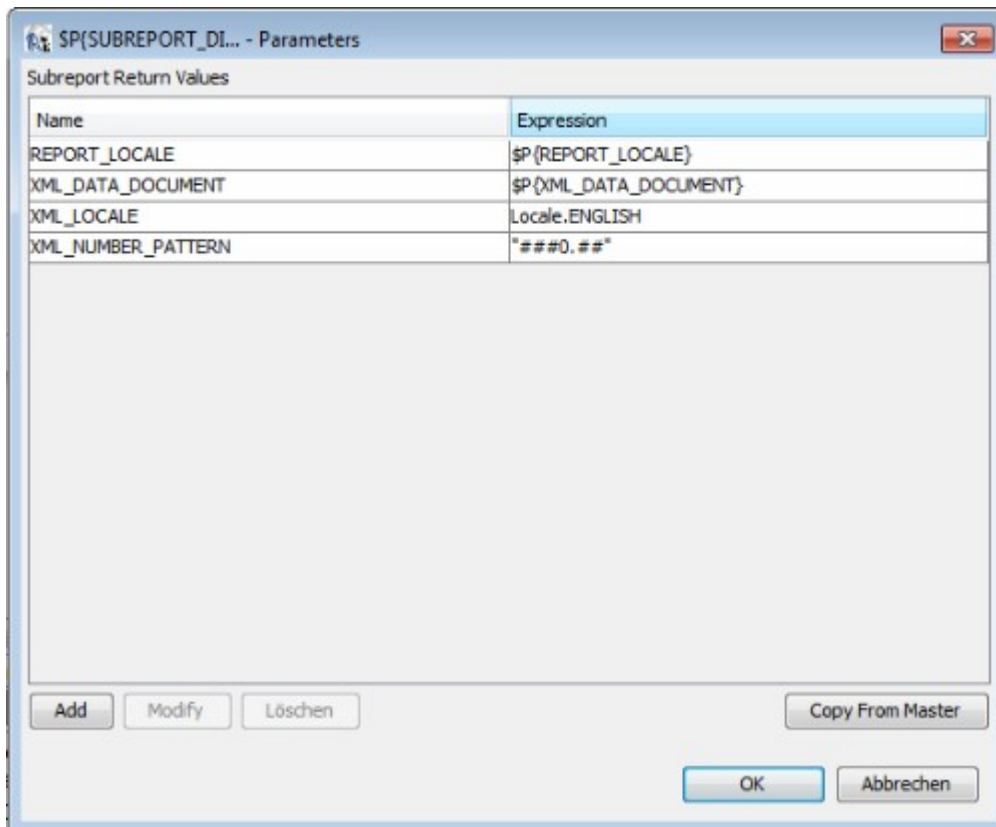 $P{SUBREPORT_DI... - Parameters
Subreport Return Values
Name Expression
REPORT_LOCALE $P{REPORT_LOCALE}
XML_DATA_DOCUMENT $P{XML_DATA_DOCUMENT}
XML_LOCALE Locale.ENGLISH
XML_NUMBER_PATTERN "###0.##"
Add Modify Löschen Copy From Master
OK Abbrechen